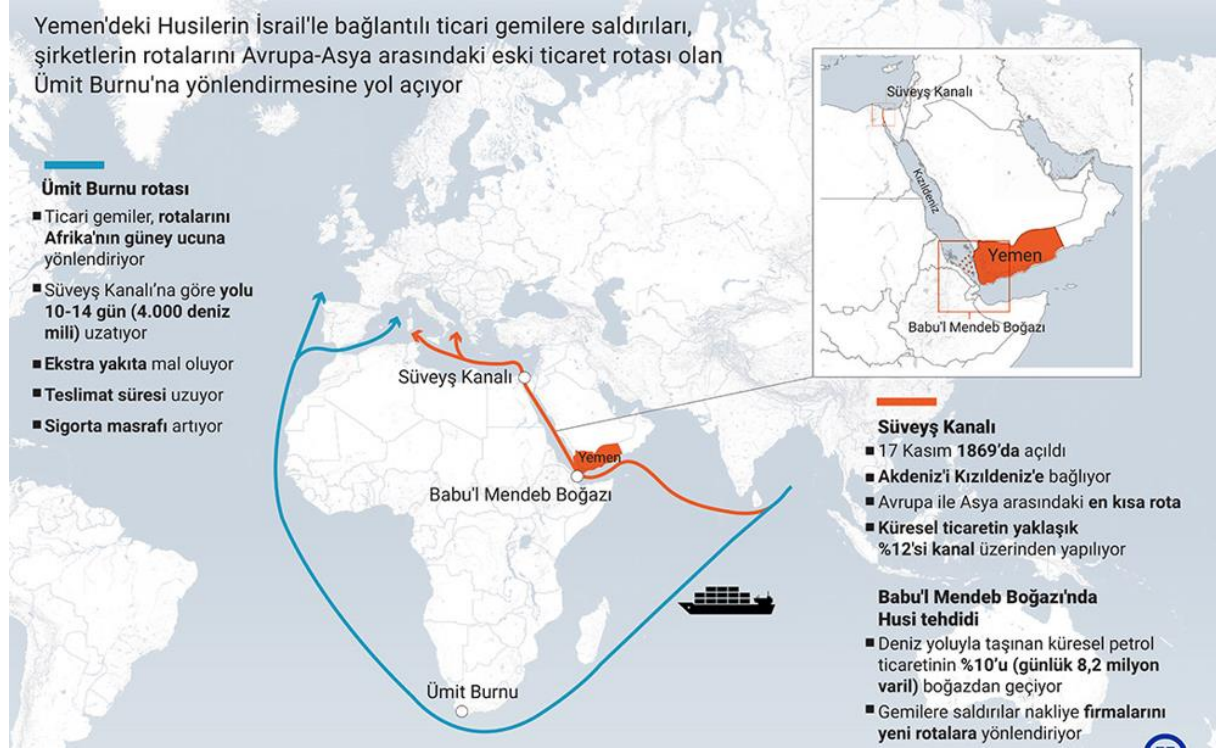 Yemen'deki Husilerin İsrail'le bağlantılı ticari gemilere saldırıları,
şirketlerin rotalarını Avrupa-Asya arasındaki eski ticaret rotası olan
Ümit Burnu'na yönlendirmesine yol açıyor
Ümit Burnu rotası
Ticari gemiler, rotalarını
Afrika'nın güney ucuna
yönlendiriyor
Süveyş Kanalı'na göre yolu
10-14 gün (4.000 deniz
mili) uzatıyor
Ekstra yakıta mal oluyor
Teslimat süresi uzuyor
Sigorta masrafı artıyor
Süveyş Kanalı
Kızıldeniz
Yemen
Babu'l Mendeb Boğazı
Süveyş Kanalı
Yemen
Babu'l Mendeb Boğazı
Ümit Burnu
Süveyş Kanalı
17 Kasım 1869'da açıldı
Akdeniz'i Kızıldeniz'e bağlıyor
Avrupa ile Asya arasındaki en kısa rota
Küresel ticaretin yaklaşık
%12'si kanal üzerinden yapılıyor
Babu'l Mendeb Boğazı'nda
Husi tehdidi
Deniz yoluyla taşınan küresel petrol
ticaretinin %10'u (günlük 8,2 milyon
varil) boğazdan geçiyor
Gemilere saldırılar nakliye firmalarını
yeni rotalara yönlendiriyor